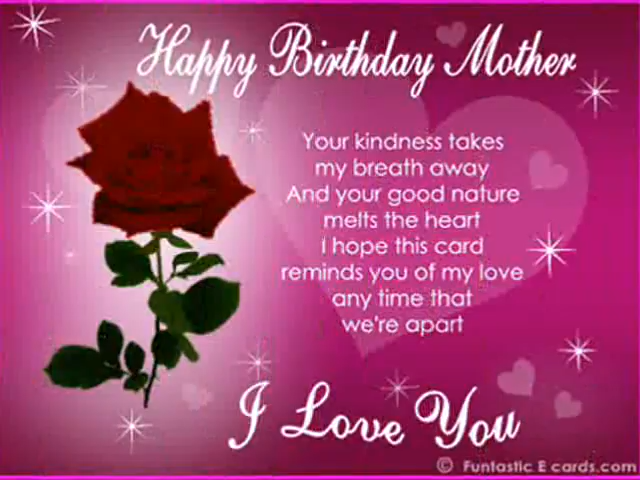 Happy Birthday Mother
Your kindness takes
my breath away
And your good nature
melts the heart
I hope this card
reminds you of my love
any time that
we're apart
I Love You
© Funtastic E cards.com